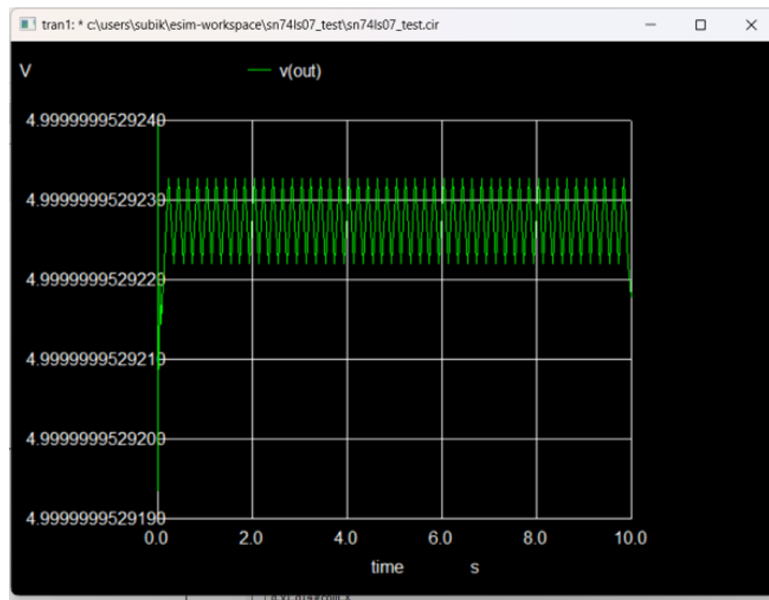 tran1: * c:\users\subik\esim-workspace\sn74ls07_test\sn74ls07_test.cir
V
v(out)
4.9999999529240
4.9999999529230
4.9999999529220
4.9999999529210
4.9999999529200
4.9999999529190
0.0 2.0 4.0 6.0 8.0 10.0
time s